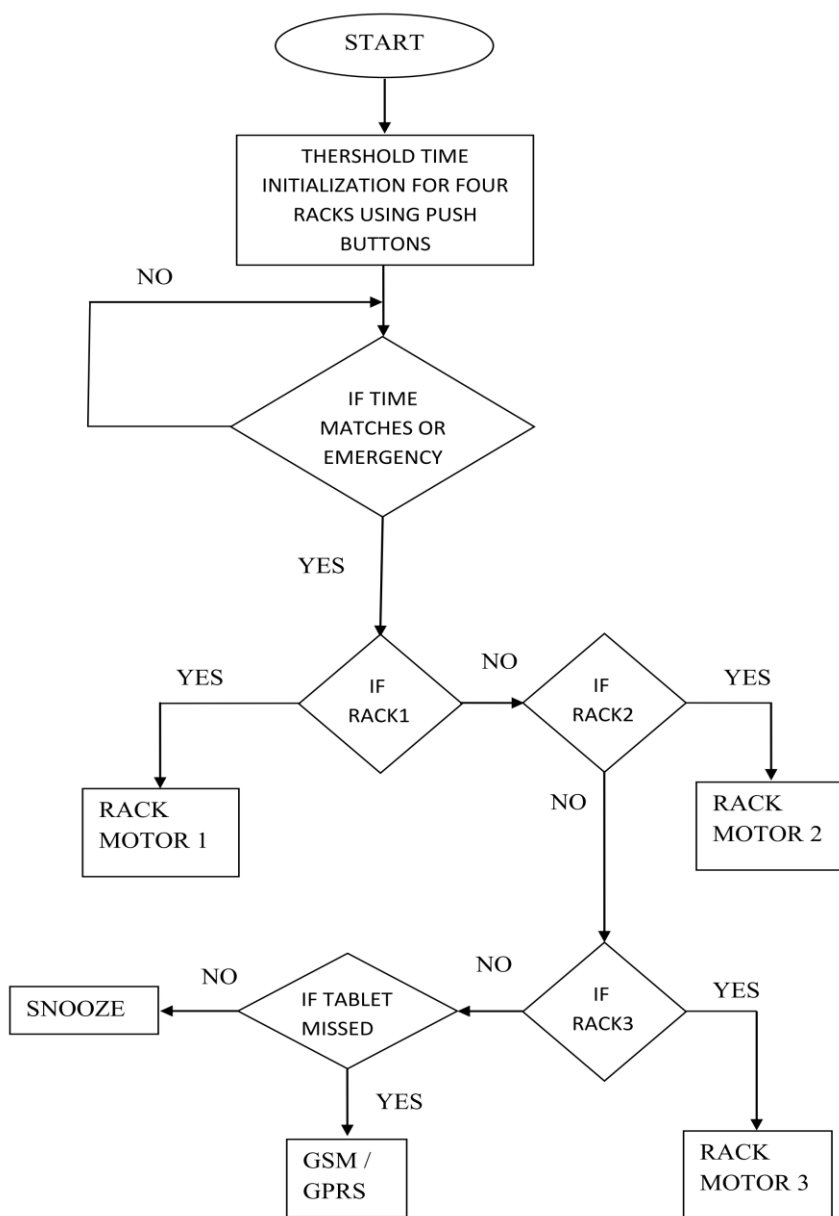 START
THERSHOLD TIME
INITIALIZATION FOR FOUR
RACKS USING PUSH
BUTTONS
NO
IF TIME
MATCHES OR
EMERGENCY
YES
YES
IF
RACK1
NO
IF
RACK2
YES
RACK
MOTOR 1
NO
RACK
MOTOR 2
SNOOZE
NO
IF TABLET
MISSED
NO
IF
RACK3
YES
YES
GSM /
GPRS
RACK
MOTOR 3